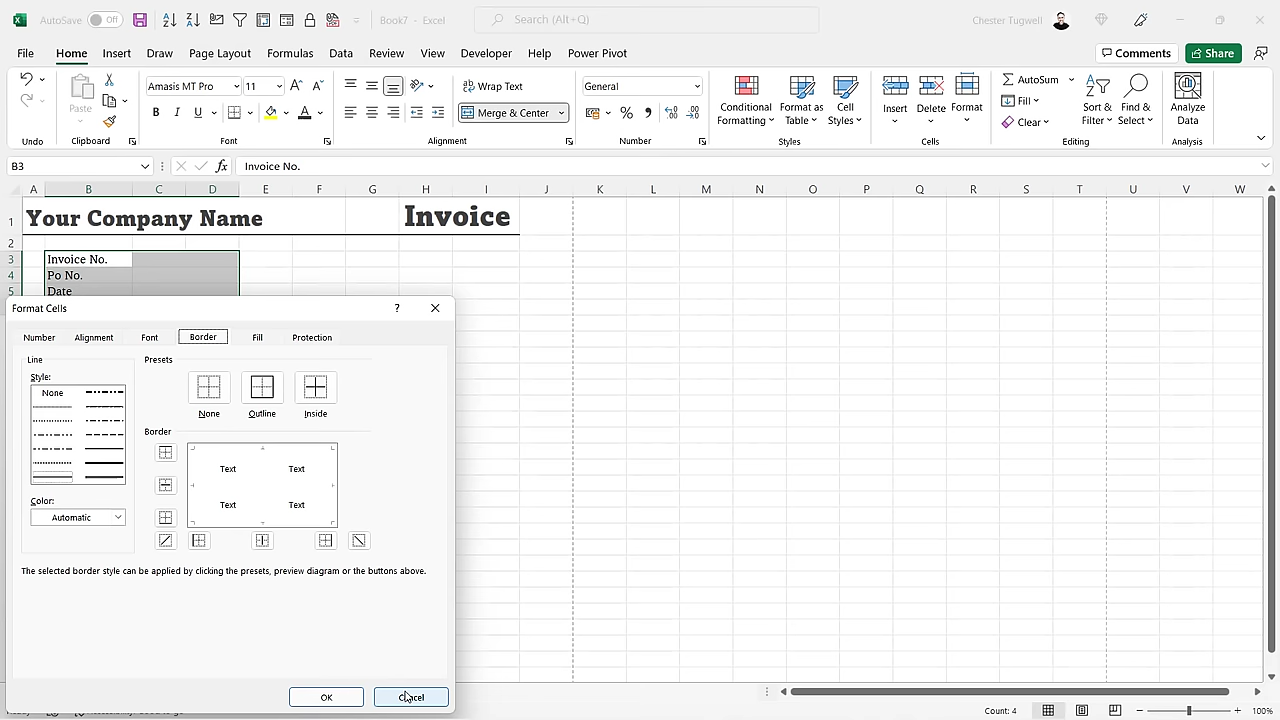 AutoSave Off Book7 - Excel Search (Alt+Q) Chester Tugwell
File Home Insert Draw Page Layout Formulas Data Review View Developer Help Power Pivot Comments Share
Amasis MT Pro 11 Wrap Text General AutoSum
Paste B I U Merge & Center Conditional Formatting Format as Table Cell Styles Insert Delete Format Fill Clear Sort & Filter Find & Select Analyze Data
Undo Clipboard Font Alignment Number Styles Cells Editing Analysis
B3 fx Invoice No.
A B C D E F G H I J K L M N O P Q R S T U V W
1 Your Company Name Invoice
2
3 Invoice No.
4 Po No.
5 Date
Format Cells ?
Number Alignment Font Border Fill Protection
Line Presets
Style:
None
None Outline Inside
Border
Text Text
Text Text
Color:
Automatic
The selected border style can be applied by clicking the presets, preview diagram or the buttons above.
OK Cancel
Count: 4 100%